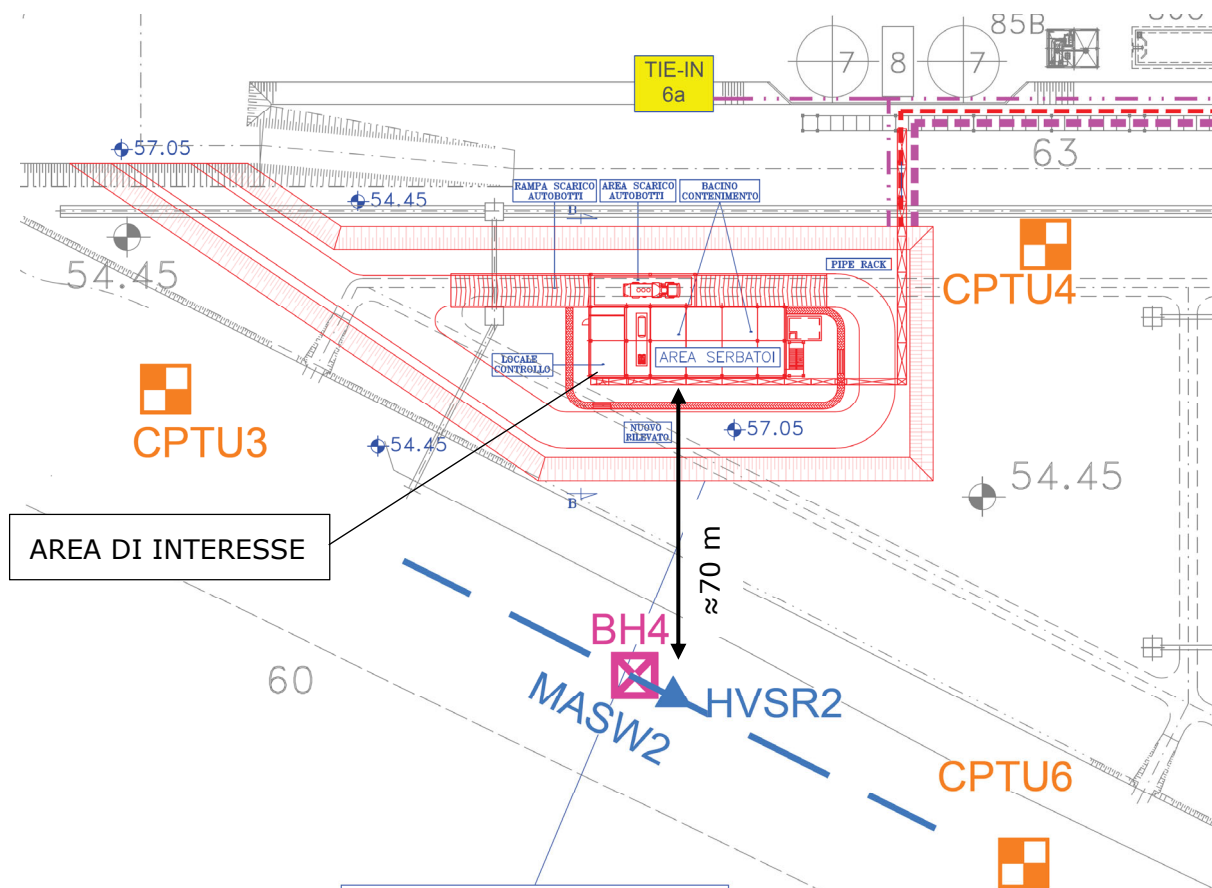 85B
TIE-IN
6a
7
8
7
57.05
63
RAMPA SCARICO
AUTOBOTTI
AREA SCARICO
AUTOBOTTI
BACINO
CONTENIMENTO
54.45
B
54.45
PIPE RACK
CPTU4
LOCALE
CONTROLLO
AREA SERBATOI
CPTU3
NUOVO
RILEVATO
57.05
54.45
54.45
B
AREA DI INTERESSE
≈70 m
BH4
60
MASW2
HVSR2
CPTU6